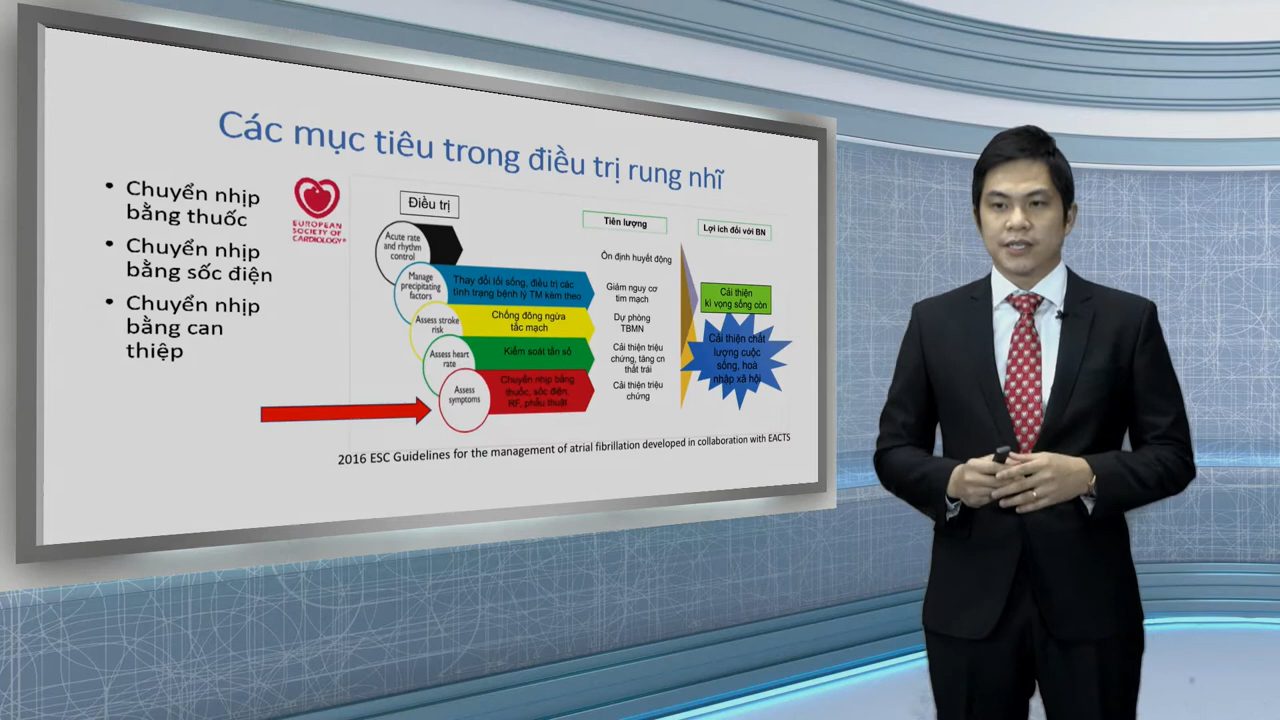 Các mục tiêu trong điều trị rung nhĩ
• Chuyển nhịp
bằng thuốc
• Chuyển nhịp
bằng sốc điện
• Chuyển nhịp
bằng can
thiệp
EUROPEAN
SOCIETY OF
CARDIOLOGY®
Điều trị
Tiên lượng
Lợi ích đối với BN
Acute rate
and rhythm
control
Ổn định huyết động
Manage
precipitating
factors
Thay đổi lối sống, điều trị các
tình trạng bệnh lý TM kèm theo
Giảm nguy cơ
tim mạch
Assess stroke
risk
Chống đông ngừa
tắc mạch
Dự phòng
TBMN
Assess heart
rate
Kiểm soát tần số
Cải thiện triệu
chứng, tăng cn
thất trái
Assess
symptoms
Chuyển nhịp bằng
thuốc, sốc điện,
RF, phẫu thuật
Cải thiện triệu
chứng
Cải thiện
kì vọng sống còn
Cải thiện chất
lượng cuộc
sống, hoà
nhập xã hội
2016 ESC Guidelines for the management of atrial fibrillation developed in collaboration with EACTS